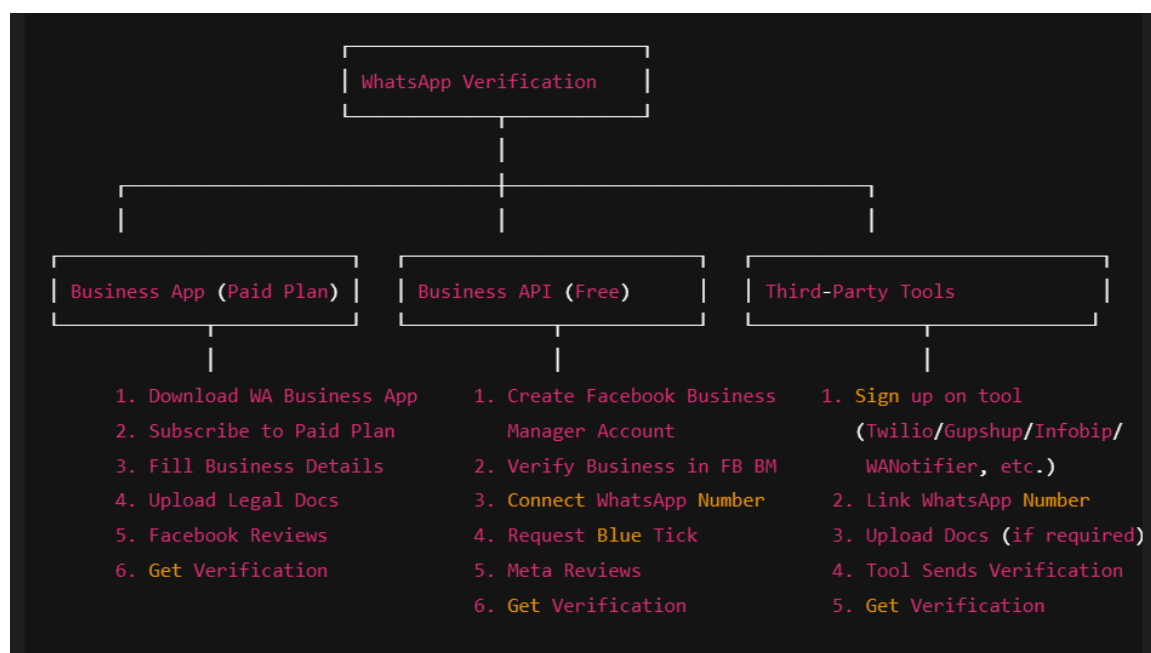 WhatsApp Verification
Business App (Paid Plan)
Business API (Free)
Third-Party Tools
1. Download WA Business App
2. Subscribe to Paid Plan
3. Fill Business Details
4. Upload Legal Docs
5. Facebook Reviews
6. Get Verification
1. Create Facebook Business
Manager Account
2. Verify Business in FB BM
3. Connect WhatsApp Number
4. Request Blue Tick
5. Meta Reviews
6. Get Verification
1. Sign up on tool
(Twilio/Gupshup/Infobip/
WANotifier, etc.)
2. Link WhatsApp Number
3. Upload Docs (if required)
4. Tool Sends Verification
5. Get Verification